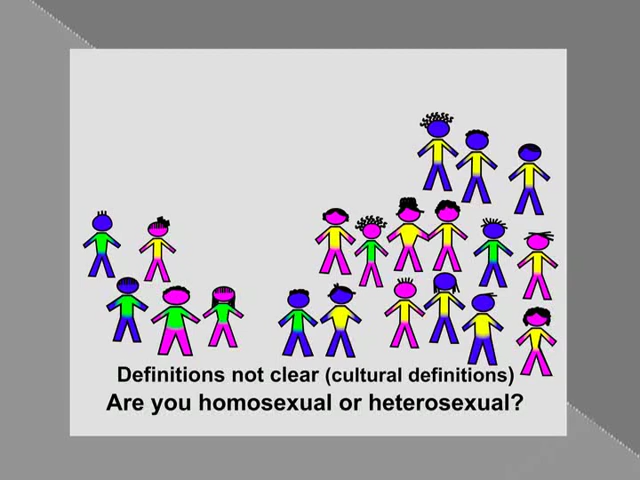 Definitions not clear (cultural definitions)
Are you homosexual or heterosexual?